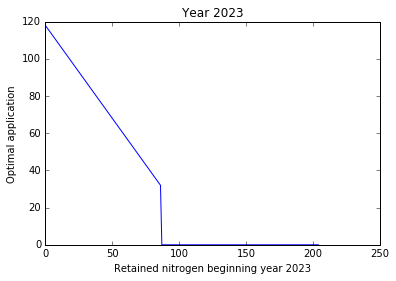 Year 2023
120
100
80
60
40
20
0
Optimal application
0 50 100 150 200 250
Retained nitrogen beginning year 2023